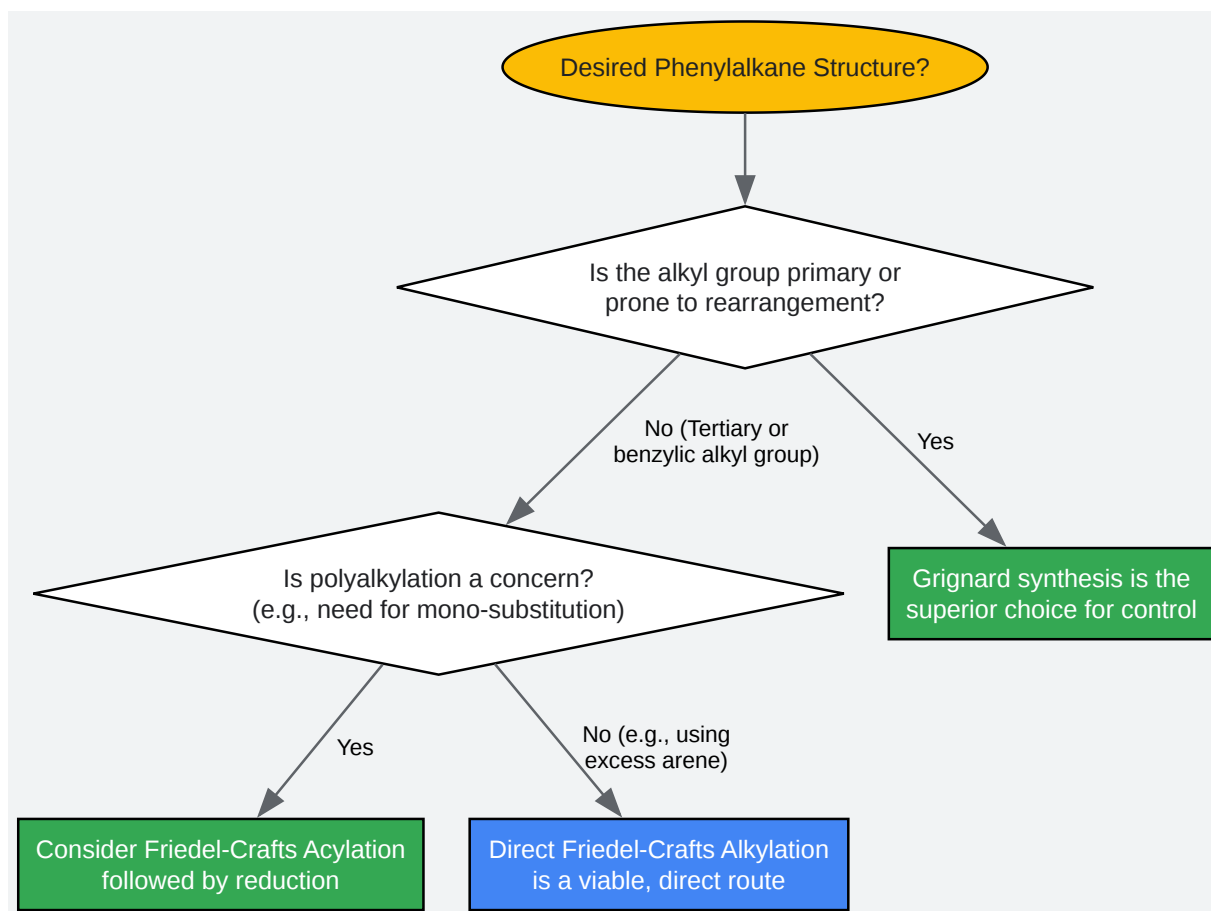 Desired Phenylalkane Structure?
Is the alkyl group primary or
prone to rearrangement?
No (Tertiary or
benzylic alkyl group)
Yes
Is polyalkylation a concern?
(e.g., need for mono-substitution)
Grignard synthesis is the
superior choice for control
Yes
No (e.g., using
excess arene)
Consider Friedel-Crafts Acylation
followed by reduction
Direct Friedel-Crafts Alkylation
is a viable, direct route